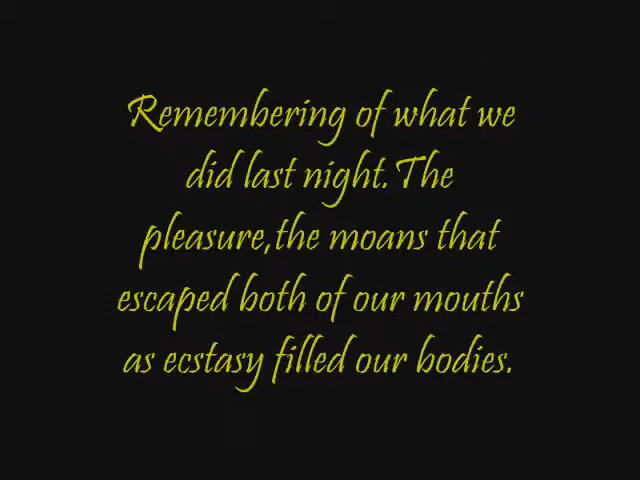 Remembering of what we
did last night. The
pleasure,the moans that
escaped both of our mouths
as ecstasy filled our bodies.